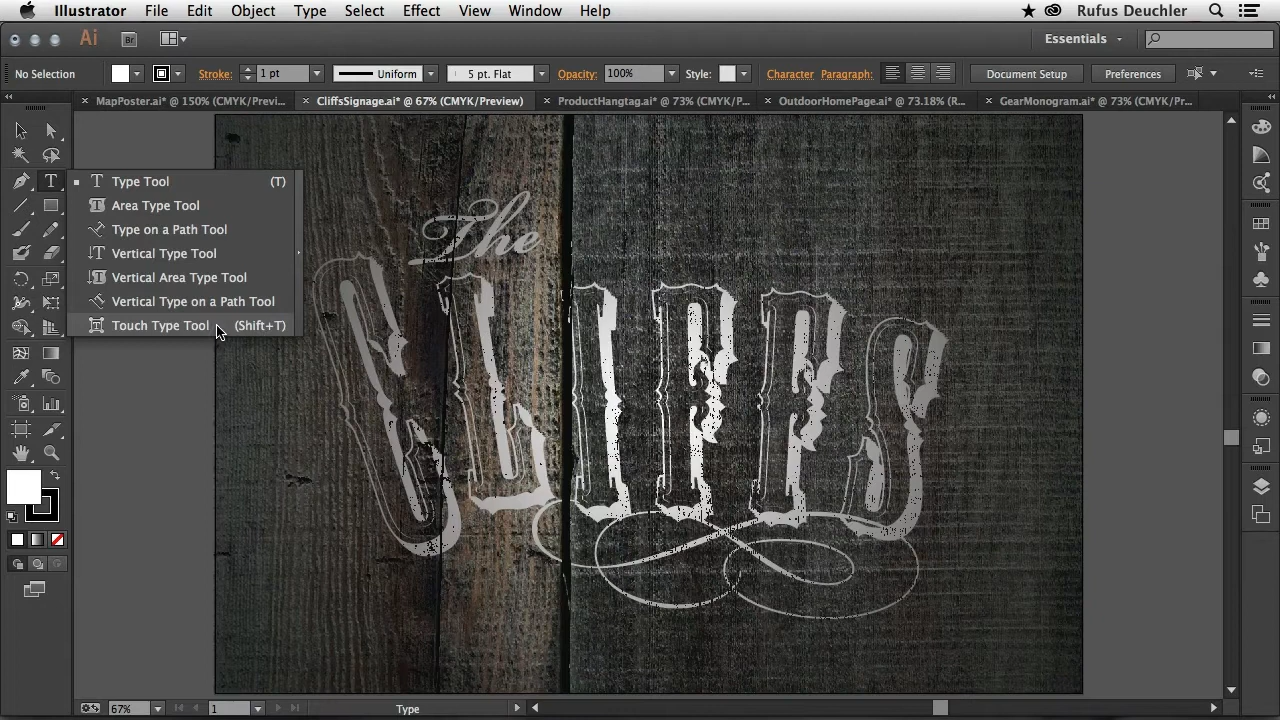 Illustrator File Edit Object Type Select Effect View Window Help Rufus Deuchler
Ai Br Essentials
No Selection Stroke: 1 pt Uniform 5 pt. Flat Opacity: 100% Style: Character Paragraph: Document Setup Preferences
× MapPoster.ai* @ 150% (CMYK/Previ... × CliffsSignage.ai* @ 67% (CMYK/Preview) × ProductHangtag.ai* @ 73% (CMYK/P... × OutdoorHomePage.ai* @ 73.18% (R... × GearMonogram.ai* @ 73% (CMYK/Pr...
Type Tool (T)
Area Type Tool
Type on a Path Tool
Vertical Type Tool
Vertical Area Type Tool
Vertical Type on a Path Tool
Touch Type Tool (Shift+T)
The
CLIFFS
67% 1 Type